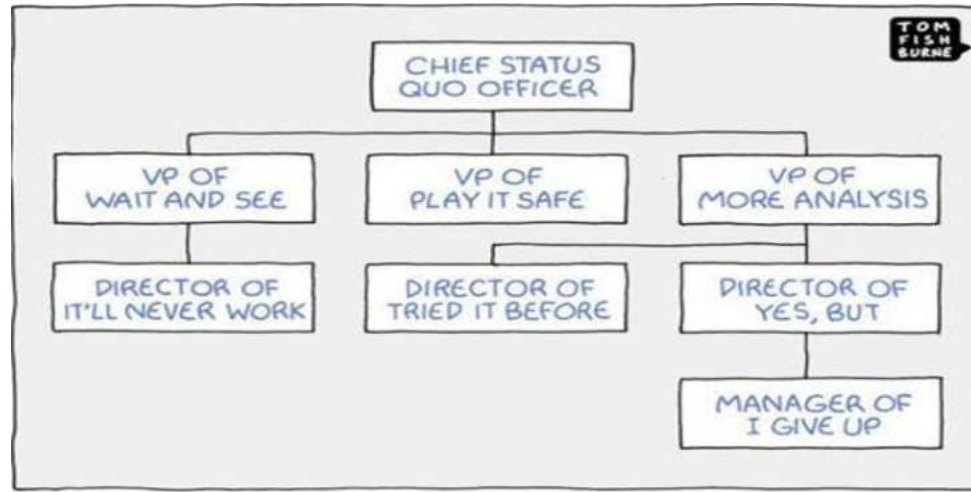 TOM
FISH
BURNE
CHIEF STATUS
QUO OFFICER
VP OF
WAIT AND SEE
VP OF
PLAY IT SAFE
VP OF
MORE ANALYSIS
DIRECTOR OF
IT'LL NEVER WORK
DIRECTOR OF
TRIED IT BEFORE
DIRECTOR OF
YES, BUT
MANAGER OF
I GIVE UP